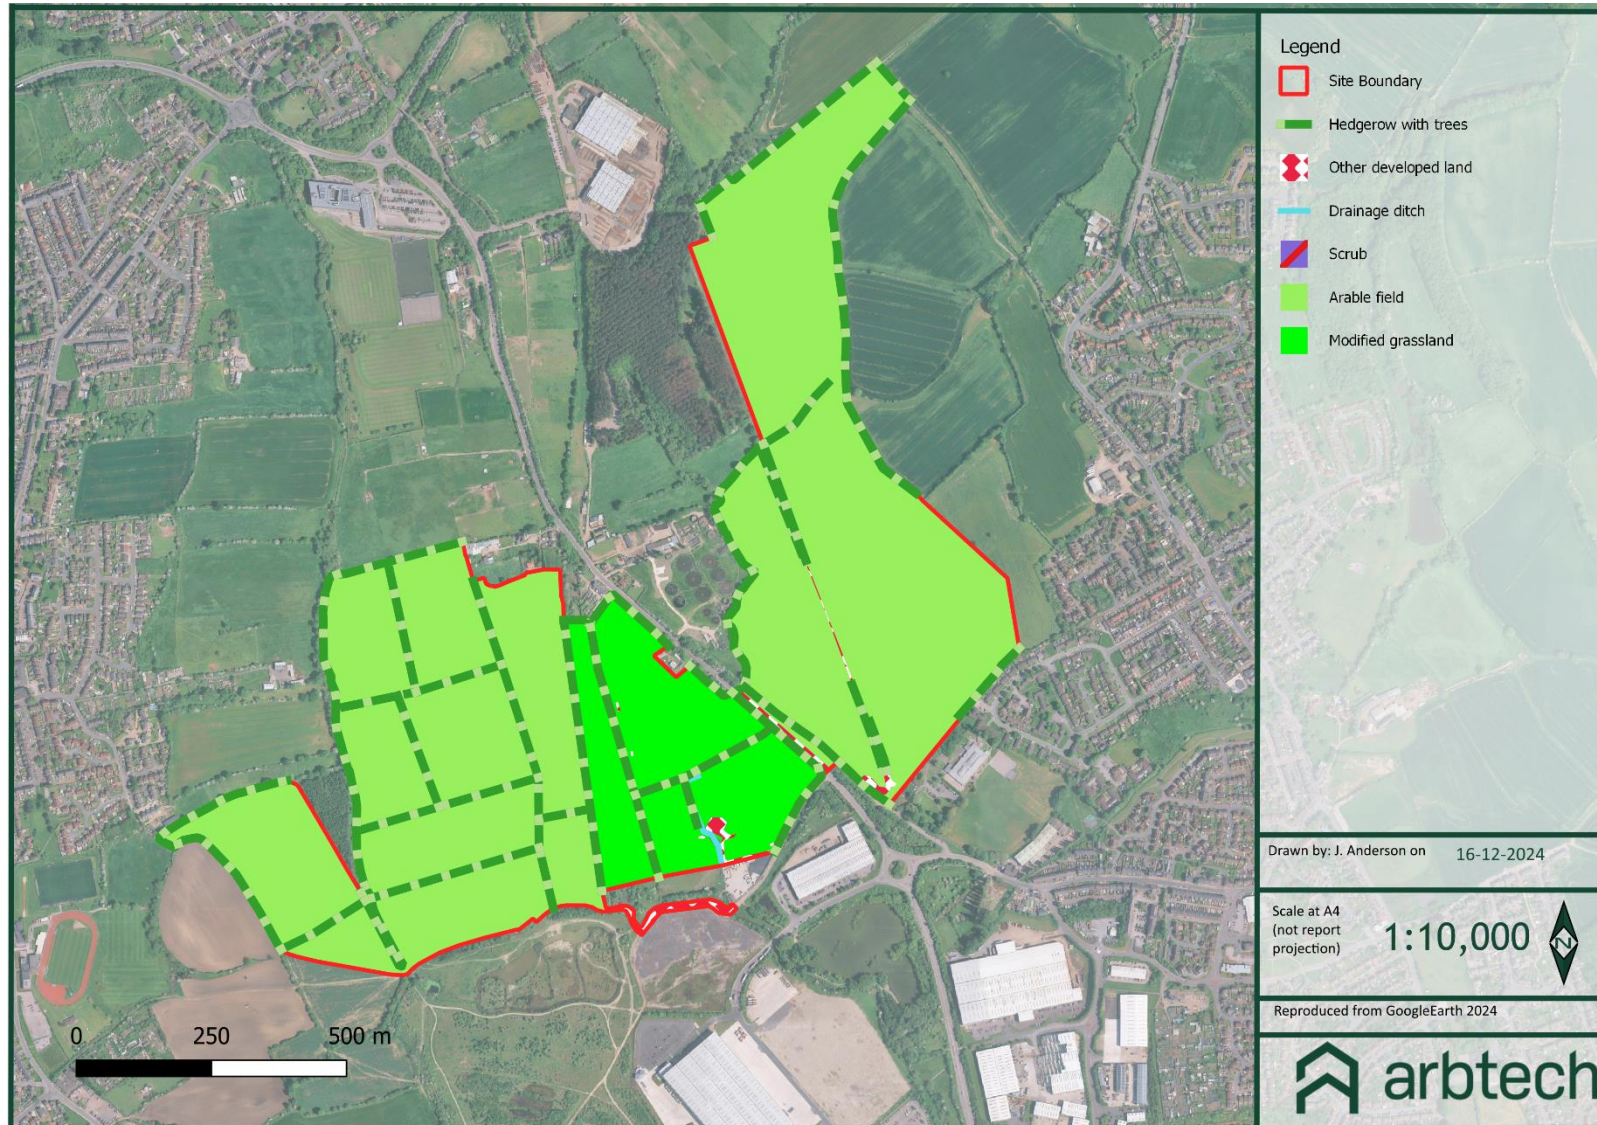 Legend
Site Boundary
Hedgerow with trees
Other developed land
Drainage ditch
Scrub
Arable field
Modified grassland
Drawn by: J. Anderson on 16-12-2024
Scale at A4
(not report
projection)
1:10,000
N
Reproduced from GoogleEarth 2024
arbtech
0 250 500 m